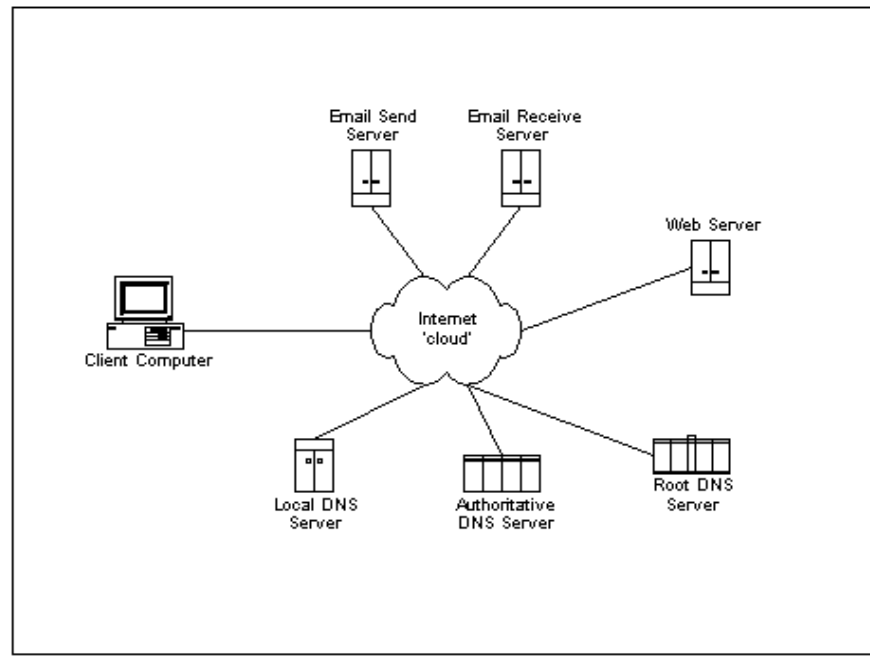 Email Send
Server
Email Receive
Server
Web Server
Internet
'cloud'
Client Computer
Local DNS
Server
Authoritative
DNS Server
Root DNS
Server